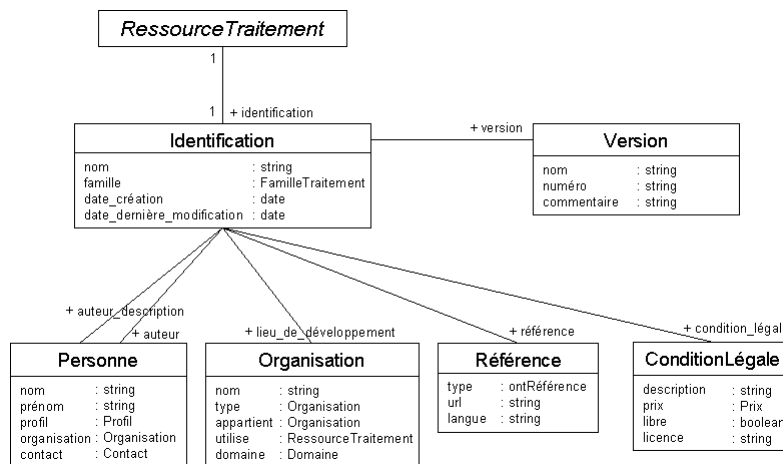 RessourceTraitement
1
1
+ identification
Identification
nom : string
famille : FamilleTraitement
date_création : date
date_dernière_modification : date
+ version
Version
nom : string
numéro : string
commentaire : string
+ auteur_description
+ auteur
+ lieu_de_développement
+ référence
+ condition_légal
Personne
nom : string
prénom : string
profil : Profil
organisation : Organisation
contact : Contact
Organisation
nom : string
type : Organisation
appartient : Organisation
utilise : RessourceTraitement
domaine : Domaine
Référence
type : ontRéférence
url : string
langue : string
ConditionLégale
description : string
prix : Prix
libre : boolean
licence : string